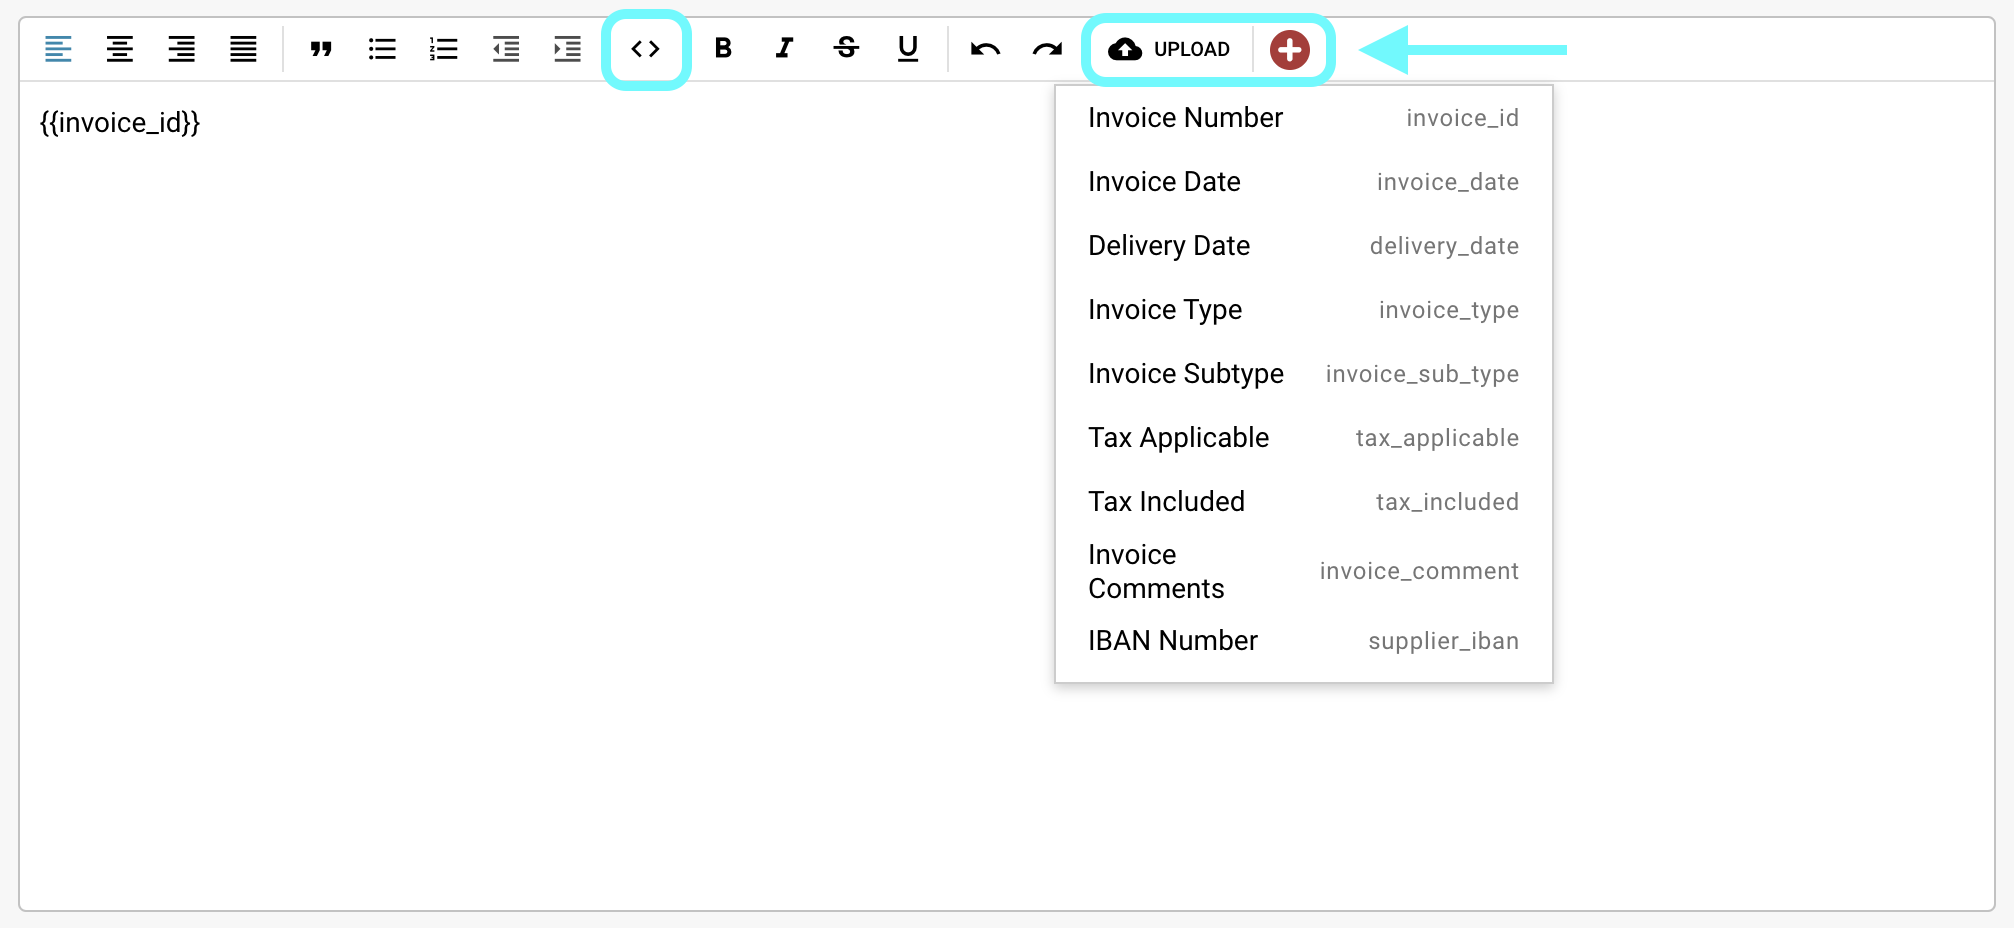 UPLOAD
{{invoice_id}}
Invoice Number invoice_id
Invoice Date invoice_date
Delivery Date delivery_date
Invoice Type invoice_type
Invoice Subtype invoice_sub_type
Tax Applicable tax_applicable
Tax Included tax_included
Invoice
Comments invoice_comment
IBAN Number supplier_iban